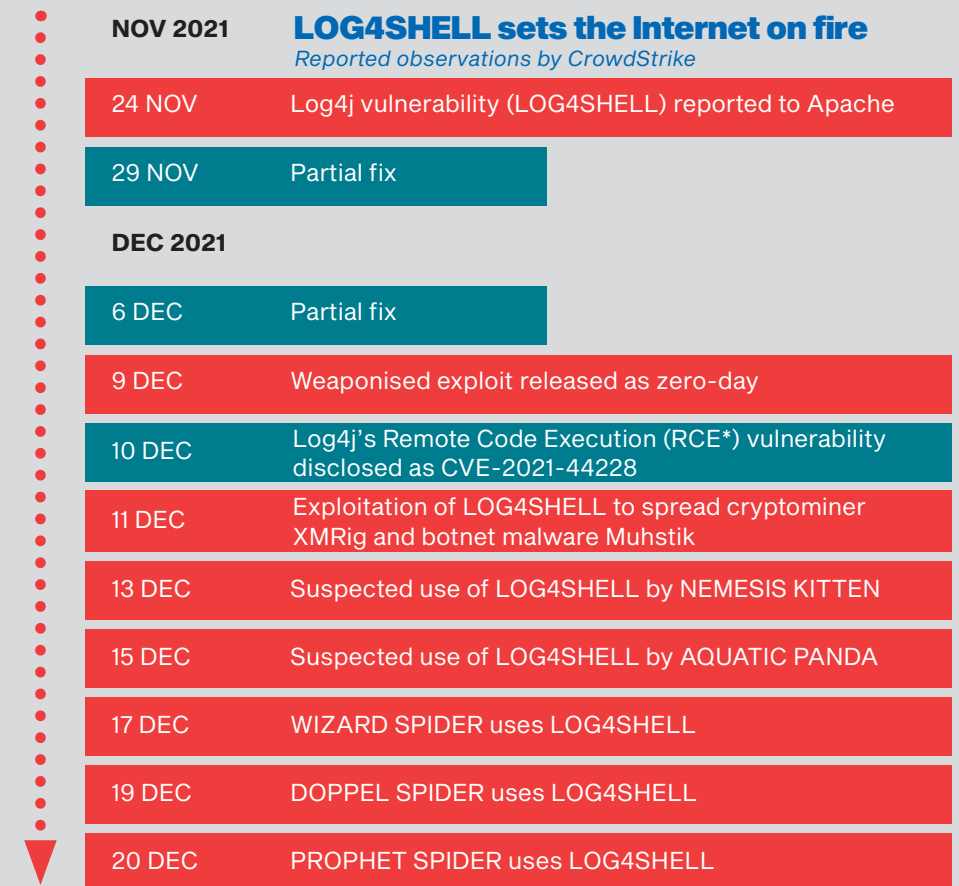 NOV 2021 LOG4SHELL sets the Internet on fire
Reported observations by CrowdStrike
24 NOV Log4j vulnerability (LOG4SHELL) reported to Apache
29 NOV Partial fix
DEC 2021
6 DEC Partial fix
9 DEC Weaponised exploit released as zero-day
10 DEC Log4j’s Remote Code Execution (RCE*) vulnerability
disclosed as CVE-2021-44228
11 DEC Exploitation of LOG4SHELL to spread cryptominer
XMRig and botnet malware Muhstik
13 DEC Suspected use of LOG4SHELL by NEMESIS KITTEN
15 DEC Suspected use of LOG4SHELL by AQUATIC PANDA
17 DEC WIZARD SPIDER uses LOG4SHELL
19 DEC DOPPEL SPIDER uses LOG4SHELL
20 DEC PROPHET SPIDER uses LOG4SHELL